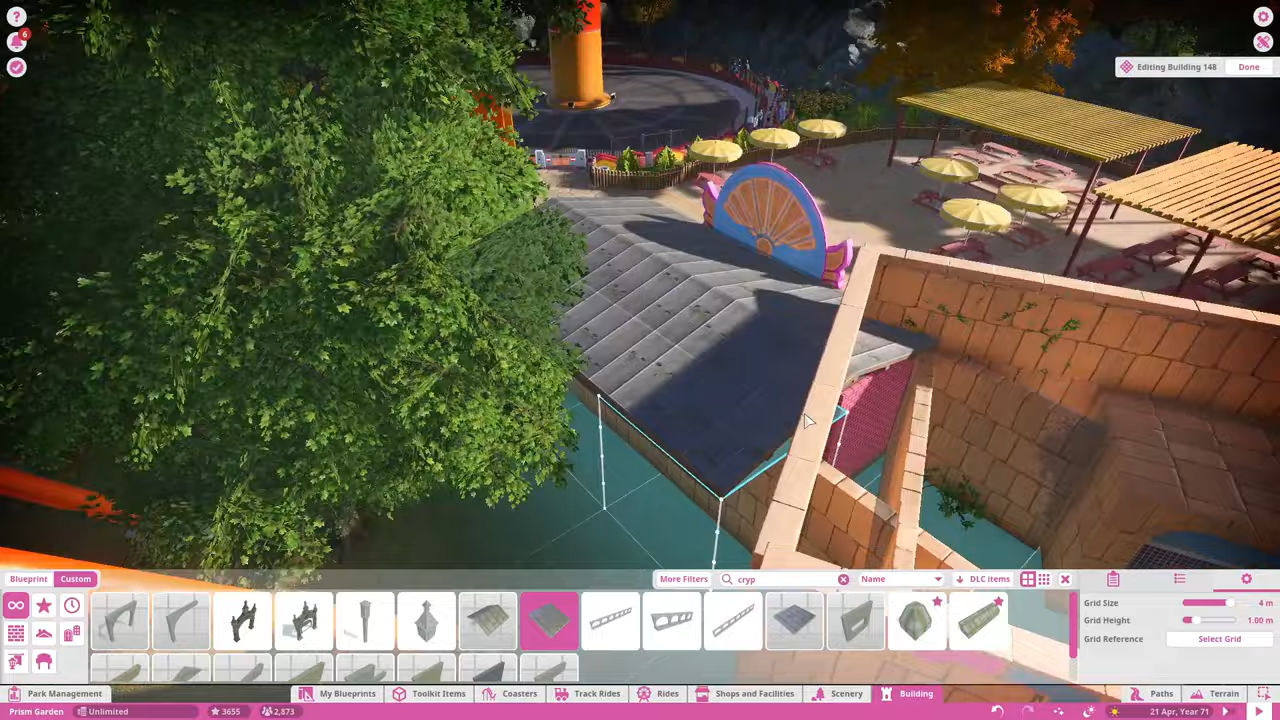 ?
6
Editing Building 148 Done
Blueprint Custom More Filters cryp Name DLC items
Grid Size 4 m
Grid Height 1.00 m
Grid Reference Select Grid
Park Management My Blueprints Toolkit Items Coasters Track Rides Rides Shops and Facilities Scenery Building Paths Terrain
Prism Garden Unlimited 3655 2,873 21 Apr, Year 71